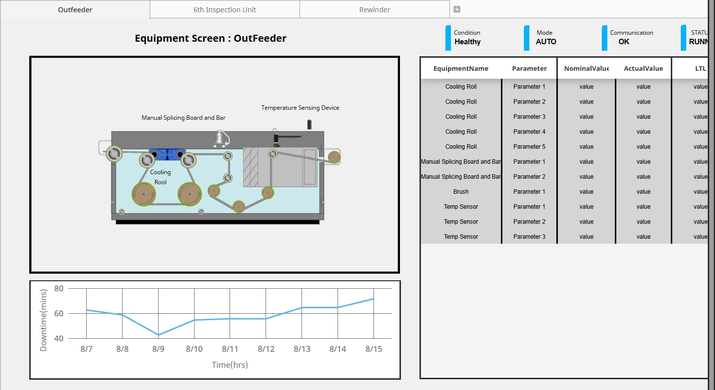 Outfeeder 6th Inspection Unit Rewinder
Equipment Screen : OutFeeder
Condition Mode Communication STATU
Healthy AUTO OK RUNN
Temperature Sensing Device
Manual Splicing Board and Bar
Cooling
Rool
EquipmentName Parameter NominalValue ActualValue LTL
Cooling Roll Parameter 1 value value value
Cooling Roll Parameter 2 value value value
Cooling Roll Parameter 3 value value value
Cooling Roll Parameter 4 value value value
Cooling Roll Parameter 5 value value value
Manual Splicing Board and Bar Parameter 1 value value value
Manual Splicing Board and Bar Parameter 2 value value value
Brush Parameter 1 value value value
Temp Sensor Parameter 1 value value value
Temp Sensor Parameter 2 value value value
Temp Sensor Parameter 3 value value value
Downtime(mins)
80
60
40
8/7 8/8 8/9 8/10 8/11 8/12 8/13 8/14 8/15
Time(hrs)